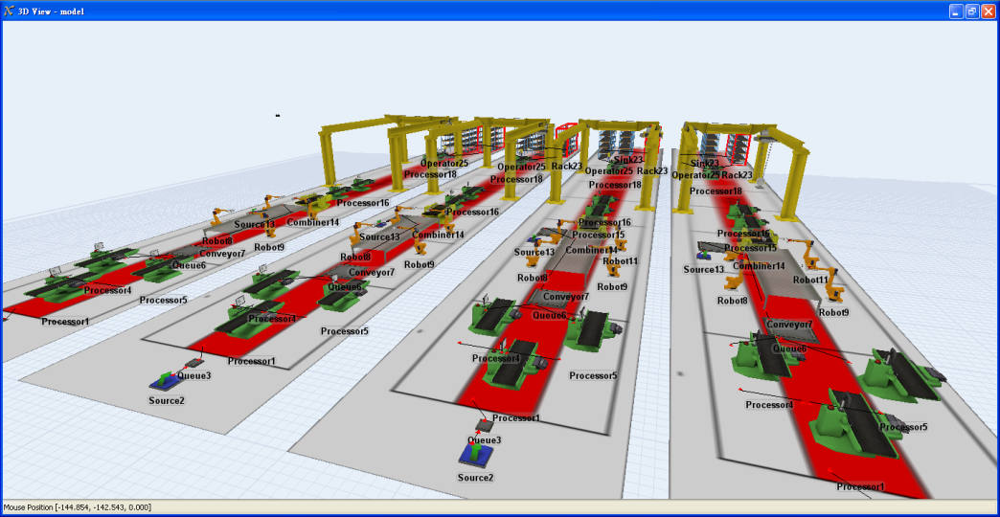 3D View - model
Operator25
Processor18
Processor16
Source13
Combiner14
Robot8
Robot9
Conveyor7
Queue6
Processor4
Processor5
Processor1
Operator25
Rack23
Processor18
Processor16
Source13
Combiner14
Robot8
Robot9
Conveyor7
Queue6
Processor4
Processor5
Processor1
Queue3
Source2
Sink23
Operator25
Rack23
Processor18
Processor16
Processor15
Source13
Combiner14
Robot11
Robot8
Robot9
Conveyor7
Queue6
Processor4
Processor5
Processor1
Queue3
Source2
Sink23
Operator25
Rack23
Processor18
Processor16
Processor15
Source13
Combiner14
Robot11
Robot8
Robot9
Conveyor7
Queue6
Processor4
Processor5
Processor1
Mouse Position [-144.854, -142.543, 0.000]